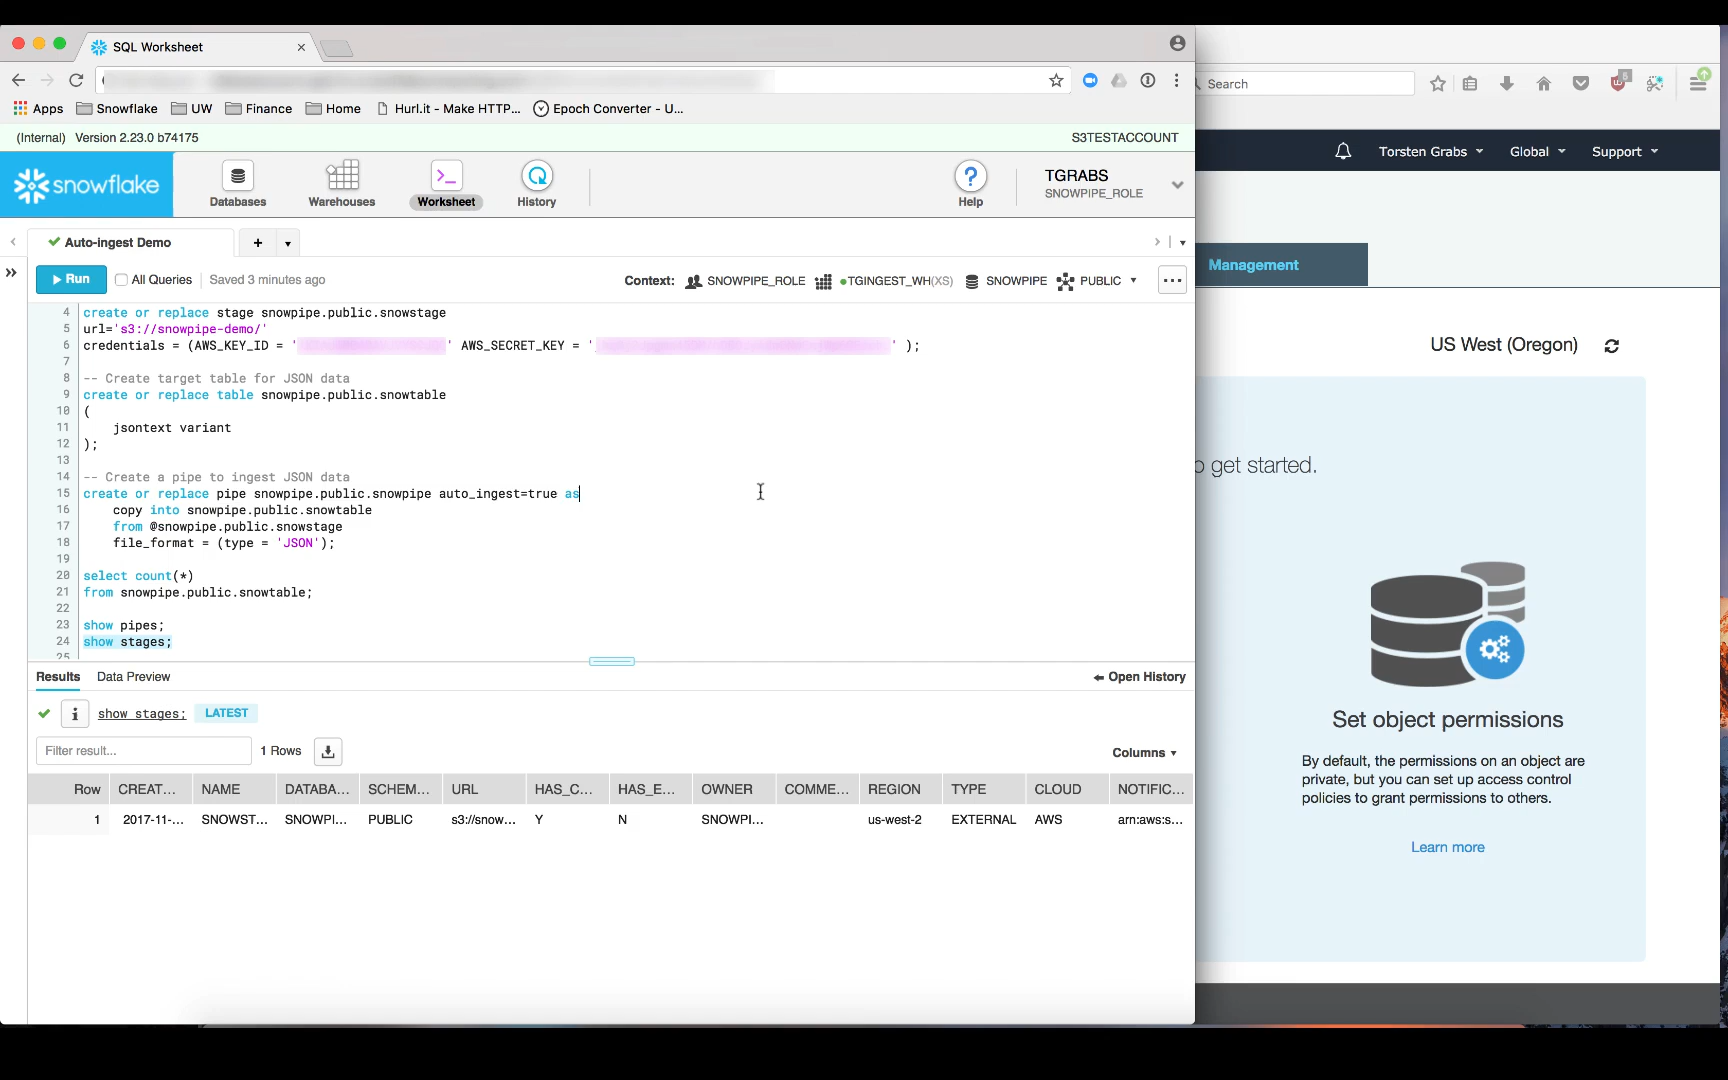 SQL Worksheet
Search
Apps Snowflake UW Finance Home Hurl.it - Make HTTP... Epoch Converter - U...
(Internal) Version 2.23.0 b74175 S3TESTACCOUNT
Torsten Grabs Global Support
snowflake
Databases Warehouses Worksheet History Help
TGRABS
SNOWPIPE_ROLE
Auto-ingest Demo
Management
Run All Queries Saved 3 minutes ago Context: SNOWPIPE_ROLE TGINGEST_WH(XS) SNOWPIPE PUBLIC
4 create or replace stage snowpipe.public.snowstage
5 url='s3://snowpipe-demo/'
6 credentials = (AWS_KEY_ID = ' ' AWS_SECRET_KEY = ' ' );
7
8 -- Create target table for JSON data
9 create or replace table snowpipe.public.snowtable
10 (
11 jsontext variant
12 );
13
14 -- Create a pipe to ingest JSON data
15 create or replace pipe snowpipe.public.snowpipe auto_ingest=true as
16 copy into snowpipe.public.snowtable
17 from @snowpipe.public.snowstage
18 file_format = (type = 'JSON');
19
20 select count(*)
21 from snowpipe.public.snowtable;
22
23 show pipes;
24 show stages;
25
US West (Oregon)
o get started.
Set object permissions
By default, the permissions on an object are
private, but you can set up access control
policies to grant permissions to others.
Learn more
Results Data Preview Open History
show stages; LATEST
Filter result... 1 Rows Columns
Row CREAT... NAME DATABA... SCHEM... URL HAS_C... HAS_E... OWNER COMME... REGION TYPE CLOUD NOTIFIC...
1 2017-11-... SNOWST... SNOWPI... PUBLIC s3://snow... Y N SNOWPI... us-west-2 EXTERNAL AWS arn:aws:s...